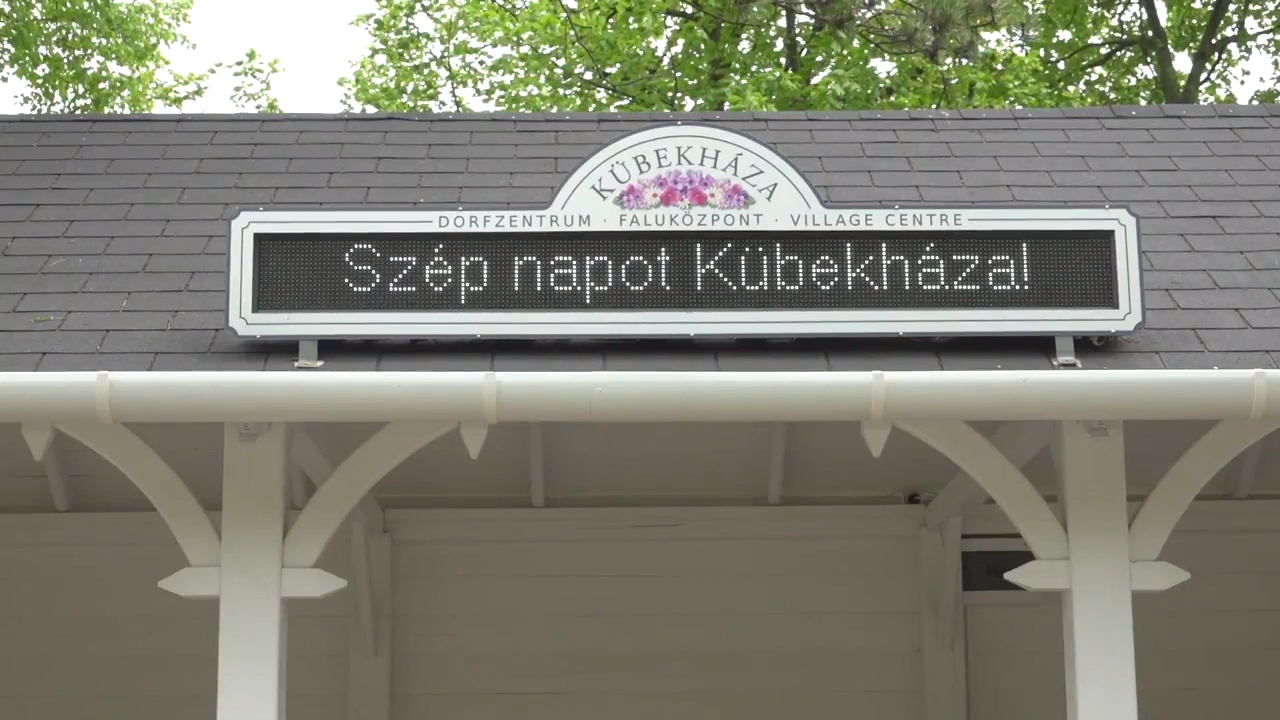 KÜBEKHÁZA
DORFZENTRUM · FALUKÖZPONT · VILLAGE CENTRE
Szép napot Kübekháza!